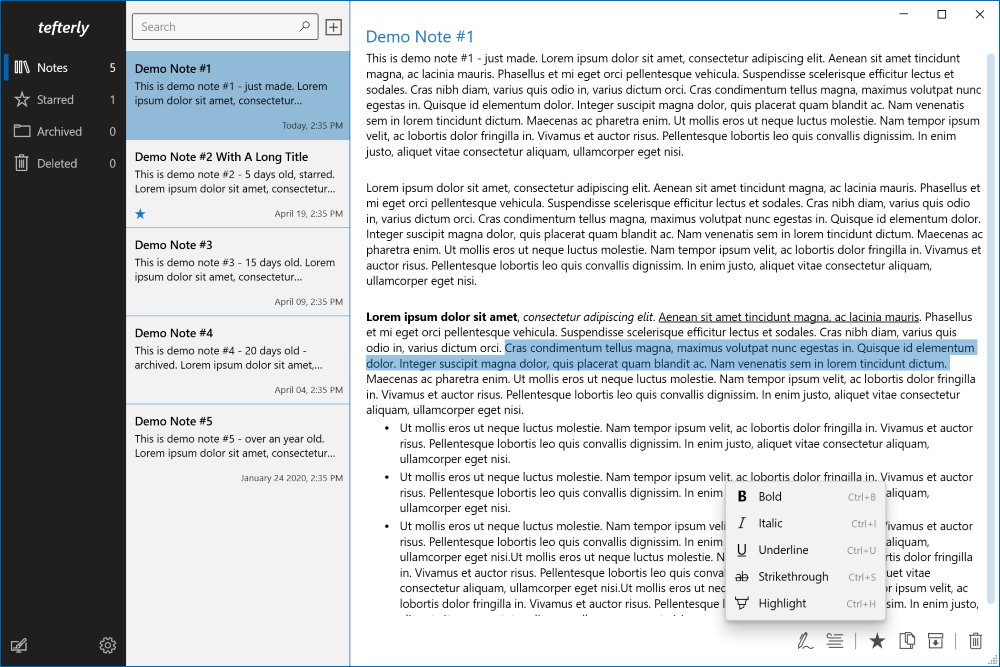 tefterly
Notes 5
Starred 1
Archived 0
Deleted 0
Search
Demo Note #1
This is demo note #1 - just made. Lorem
ipsum dolor sit amet, consectetur...
Today, 2:35 PM
Demo Note #2 With A Long Title
This is demo note #2 - 5 days old, starred.
Lorem ipsum dolor sit amet, consectetur...
April 19, 2:35 PM
Demo Note #3
This is demo note #3 - 15 days old. Lorem
ipsum dolor sit amet, consectetur...
April 09, 2:35 PM
Demo Note #4
This is demo note #4 - 20 days old -
archived. Lorem ipsum dolor sit amet,...
April 04, 2:35 PM
Demo Note #5
This is demo note #5 - over an year old.
Lorem ipsum dolor sit amet, consectetur...
January 24 2020, 2:35 PM
Demo Note #1
This is demo note #1 - just made. Lorem ipsum dolor sit amet, consectetur adipiscing elit. Aenean sit amet tincidunt
magna, ac lacinia mauris. Phasellus et mi eget orci pellentesque vehicula. Suspendisse scelerisque efficitur lectus et
sodales. Cras nibh diam, varius quis odio in, varius dictum orci. Cras condimentum tellus magna, maximus volutpat nunc
egestas in. Quisque id elementum dolor. Integer suscipit magna dolor, quis placerat quam blandit ac. Nam venenatis
sem in lorem tincidunt dictum. Maecenas ac pharetra enim. Ut mollis eros ut neque luctus molestie. Nam tempor ipsum
velit, ac lobortis dolor fringilla in. Vivamus et auctor risus. Pellentesque lobortis leo quis convallis dignissim. In enim
justo, aliquet vitae consectetur aliquam, ullamcorper eget nisi.
Lorem ipsum dolor sit amet, consectetur adipiscing elit. Aenean sit amet tincidunt magna, ac lacinia mauris. Phasellus et
mi eget orci pellentesque vehicula. Suspendisse scelerisque efficitur lectus et sodales. Cras nibh diam, varius quis odio
in, varius dictum orci. Cras condimentum tellus magna, maximus volutpat nunc egestas in. Quisque id elementum dolor.
Integer suscipit magna dolor, quis placerat quam blandit ac. Nam venenatis sem in lorem tincidunt dictum. Maecenas ac
pharetra enim. Ut mollis eros ut neque luctus molestie. Nam tempor ipsum velit, ac lobortis dolor fringilla in. Vivamus et
auctor risus. Pellentesque lobortis leo quis convallis dignissim. In enim justo, aliquet vitae consectetur aliquam,
ullamcorper eget nisi.
Lorem ipsum dolor sit amet, consectetur adipiscing elit. Aenean sit amet tincidunt magna, ac lacinia mauris. Phasellus
et mi eget orci pellentesque vehicula. Suspendisse scelerisque efficitur lectus et sodales. Cras nibh diam, varius quis
odio in, varius dictum orci. Cras condimentum tellus magna, maximus volutpat nunc egestas in. Quisque id elementum
dolor. Integer suscipit magna dolor, quis placerat quam blandit ac. Nam venenatis sem in lorem tincidunt dictum.
Maecenas ac pharetra enim. Ut mollis eros ut neque luctus molestie. Nam tempor ipsum velit, ac lobortis dolor fringilla
in. Vivamus et auctor risus. Pellentesque lobortis leo quis convallis dignissim. In enim justo, aliquet vitae consectetur
aliquam, ullamcorper eget nisi.
• Ut mollis eros ut neque luctus molestie. Nam tempor ipsum velit, ac lobortis dolor fringilla in. Vivamus et auctor
risus. Pellentesque lobortis leo quis convallis dignissim. In enim justo, aliquet vitae consectetur aliquam,
ullamcorper eget nisi.
• Ut mollis eros ut neque luctus molestie. Nam tempor ipsum velit, ac lobortis dolor fringilla in. Vivamus et auctor
risus. Pellentesque lobortis leo quis convallis dignissim. In enim aliquam,
ullamcorper eget nisi.
• Ut mollis eros ut neque luctus molestie. Nam tempor ipsum Vivamus et auctor
risus. Pellentesque lobortis leo quis convallis dignissim. In enim aliquam,
ullamcorper eget nisi.Ut mollis eros ut neque luctus molestie. dolor fringilla
in. Vivamus et auctor risus. Pellentesque lobortis leo quis consectetur
aliquam, ullamcorper eget nisi.Ut mollis eros ut neque luctus ipsum velit, ac
lobortis dolor fringilla in. Vivamus et auctor risus. Pellentesque In enim justo,
Bold Ctrl+B
Italic Ctrl+I
Underline Ctrl+U
Strikethrough Ctrl+S
Highlight Ctrl+H